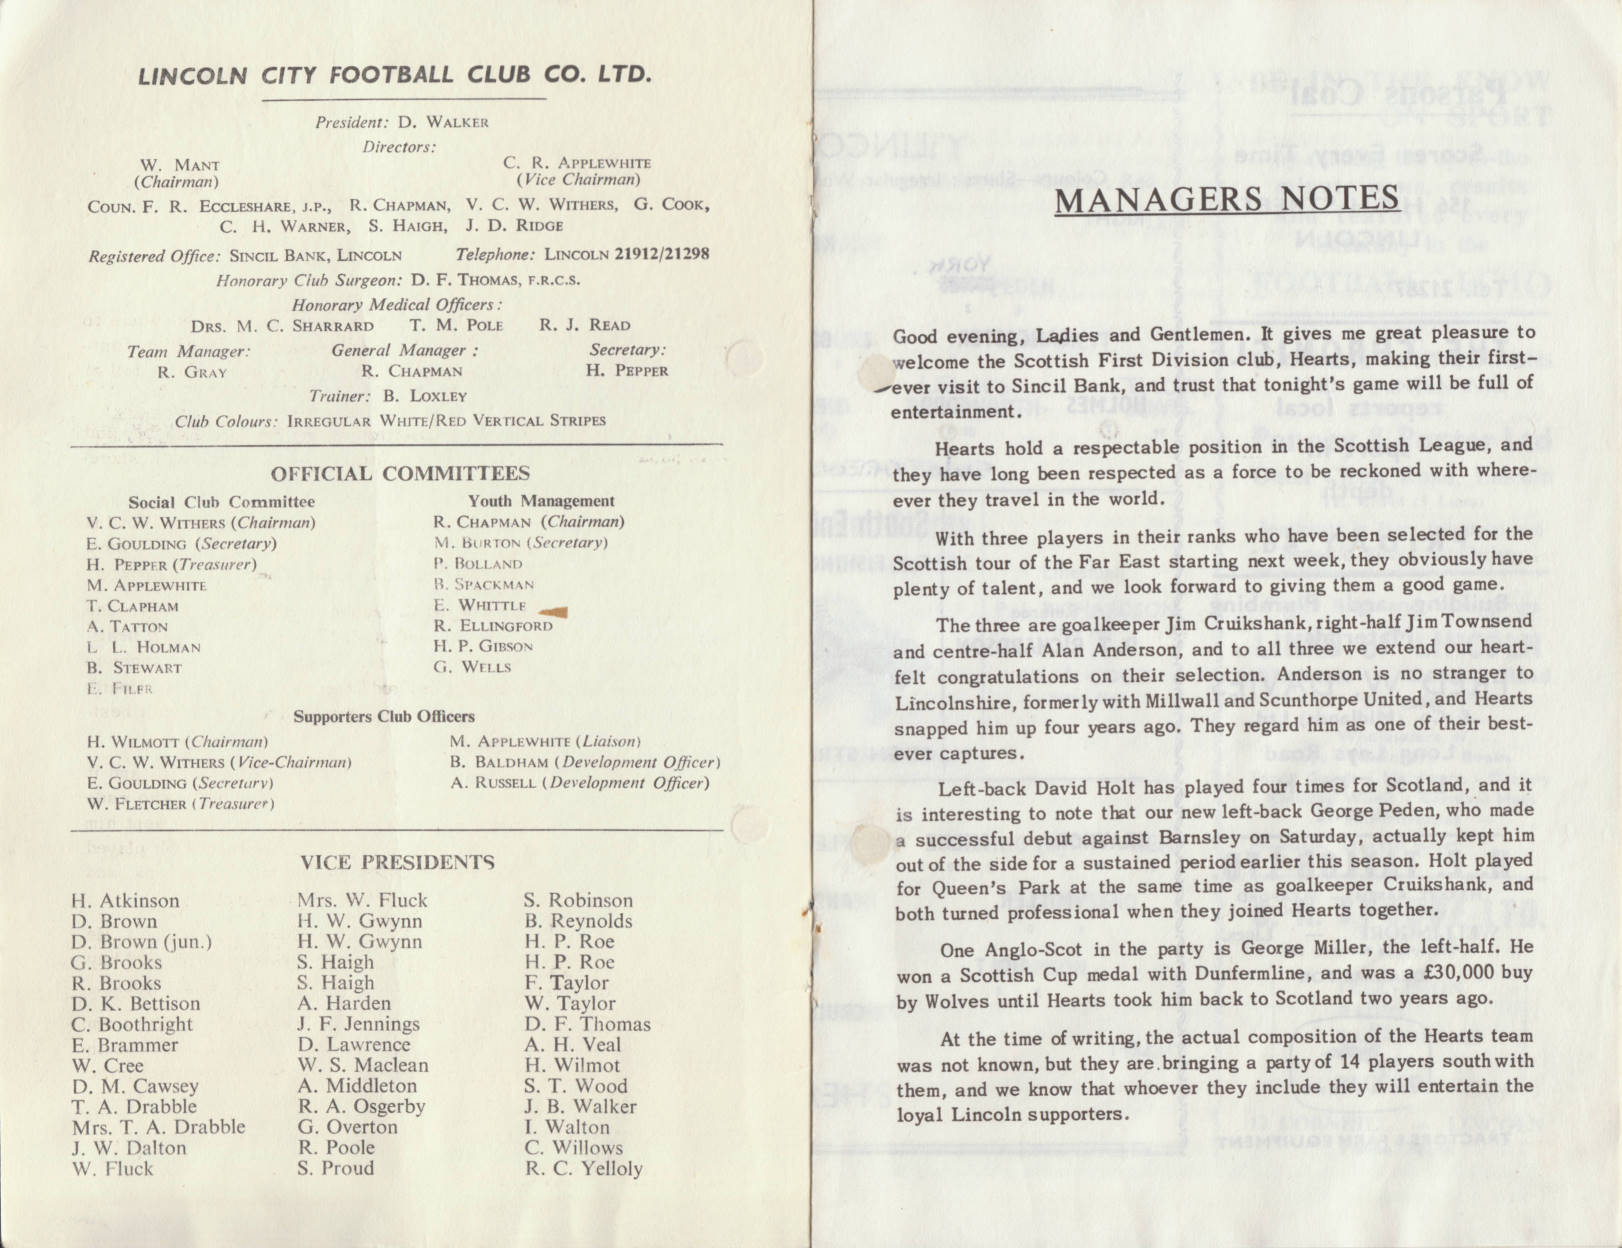 LINCOLN CITY FOOTBALL CLUB CO. LTD.
President: D. WALKER
Directors:
W. MANT C. R. APPLEWHITE
(Chairman) (Vice Chairman)
COUN. F. R. ECCLESHARE, J.P., R. CHAPMAN, V. C. W. WITHERS, G. COOK,
C. H. WARNER, S. HAIGH, J. D. RIDGE
Registered Office: SINCIL BANK, LINCOLN Telephone: LINCOLN 21912/21298
Honorary Club Surgeon: D. F. THOMAS, F.R.C.S.
Honorary Medical Officers:
DRS. M. C. SHARRARD T. M. POLE R. J. READ
Team Manager: General Manager: Secretary:
R. GRAY R. CHAPMAN H. PEPPER
Trainer: B. LOXLEY
Club Colours: IRREGULAR WHITE/RED VERTICAL STRIPES
OFFICIAL COMMITTEES
Social Club Committee Youth Management
V. C. W. WITHERS (Chairman) R. CHAPMAN (Chairman)
E. GOULDING (Secretary) M. BURTON (Secretary)
H. PEPPER (Treasurer) P. BOLLAND
M. APPLEWHITE B. SPACKMAN
T. CLAPHAM E. WHITTLE
A. TATTON R. ELLINGFORD
L. L. HOLMAN H. P. GIBSON
B. STEWART G. WELLS
E. FILER
Supporters Club Officers
H. WILMOTT (Chairman) M. APPLEWHITE (Liaison)
V. C. W. WITHERS (Vice-Chairman) B. BALDHAM (Development Officer)
E. GOULDING (Secretary) A. RUSSELL (Development Officer)
W. FLETCHER (Treasurer)
VICE PRESIDENTS
H. Atkinson Mrs. W. Fluck S. Robinson
D. Brown H. W. Gwynn B. Reynolds
D. Brown (jun.) H. W. Gwynn H. P. Roe
G. Brooks S. Haigh H. P. Roe
R. Brooks S. Haigh F. Taylor
D. K. Bettison A. Harden W. Taylor
C. Boothright J. F. Jennings D. F. Thomas
E. Brammer D. Lawrence A. H. Veal
W. Cree W. S. Maclean H. Wilmot
D. M. Cawsey A. Middleton S. T. Wood
T. A. Drabble R. A. Osgerby J. B. Walker
Mrs. T. A. Drabble G. Overton I. Walton
J. W. Dalton R. Poole C. Willows
W. Fluck S. Proud R. C. Yelloly
MANAGERS NOTES
Good evening, Ladies and Gentlemen. It gives me great pleasure to
welcome the Scottish First Division club, Hearts, making their first-
ever visit to Sincil Bank, and trust that tonight's game will be full of
entertainment.
Hearts hold a respectable position in the Scottish League, and
they have long been respected as a force to be reckoned with where-
ever they travel in the world.
With three players in their ranks who have been selected for the
Scottish tour of the Far East starting next week, they obviously have
plenty of talent, and we look forward to giving them a good game.
The three are goalkeeper Jim Cruikshank, right-half Jim Townsend
and centre-half Alan Anderson, and to all three we extend our heart-
felt congratulations on their selection. Anderson is no stranger to
Lincolnshire, formerly with Millwall and Scunthorpe United, and Hearts
snapped him up four years ago. They regard him as one of their best-
ever captures.
Left-back David Holt has played four times for Scotland, and it
is interesting to note that our new left-back George Peden, who made
a successful debut against Barnsley on Saturday, actually kept him
out of the side for a sustained period earlier this season. Holt played
for Queen's Park at the same time as goalkeeper Cruikshank, and
both turned professional when they joined Hearts together.
One Anglo-Scot in the party is George Miller, the left-half. He
won a Scottish Cup medal with Dunfermline, and was a £30,000 buy
by Wolves until Hearts took him back to Scotland two years ago.
At the time of writing, the actual composition of the Hearts team
was not known, but they are bringing a party of 14 players south with
them, and we know that whoever they include they will entertain the
loyal Lincoln supporters.